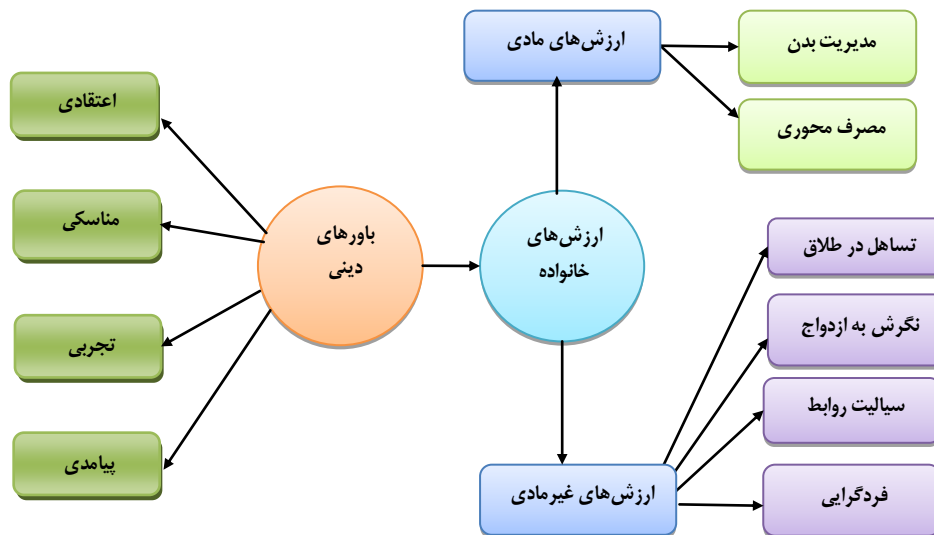 ارزش‌های مادی
مدیریت بدن
مصرف محوری
اعتقادی
مناسکی
تجربی
پیامدی
باورهای
دینی
ارزش‌های
خانواده
تساهل در طلاق
نگرش به ازدواج
سیالیت روابط
فردگرایی
ارزش‌های غیرمادی